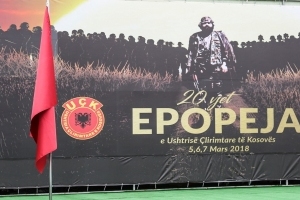 20 vjet
UÇK
EPOPEJA
e Ushtrisë Çlirimtare të Kosovës
5,6,7 Mars 2018